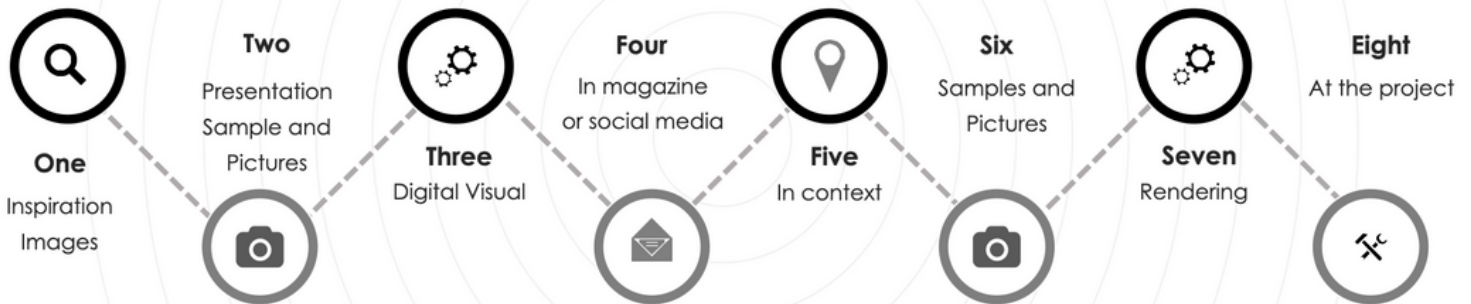 One
Inspiration
Images
Two
Presentation
Sample and
Pictures
Three
Digital Visual
Four
In magazine
or social media
Five
In context
Six
Samples and
Pictures
Seven
Rendering
Eight
At the project